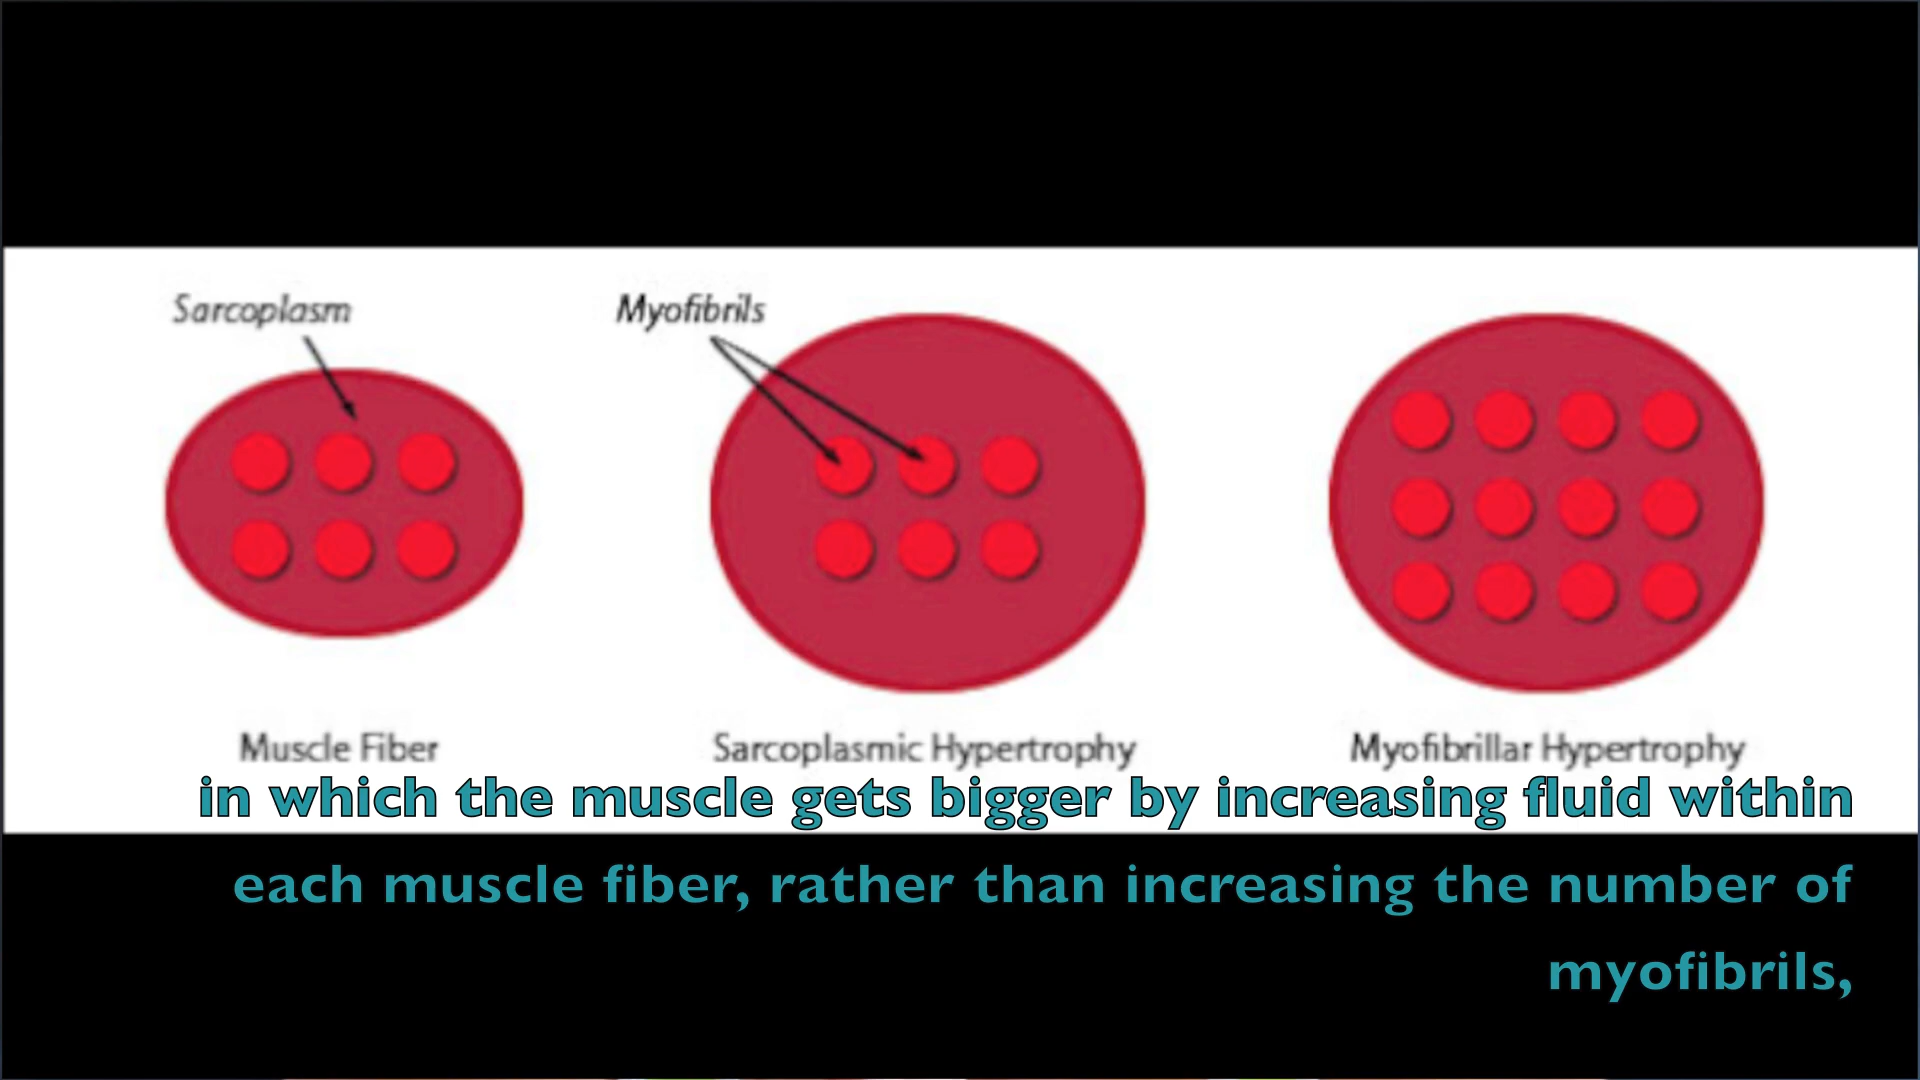 Sarcoplasm
Myofibrils
Muscle Fiber
Sarcoplasmic Hypertrophy
Myofibrillar Hypertrophy
in which the muscle gets bigger by increasing fluid within
each muscle fiber, rather than increasing the number of
myofibrils,